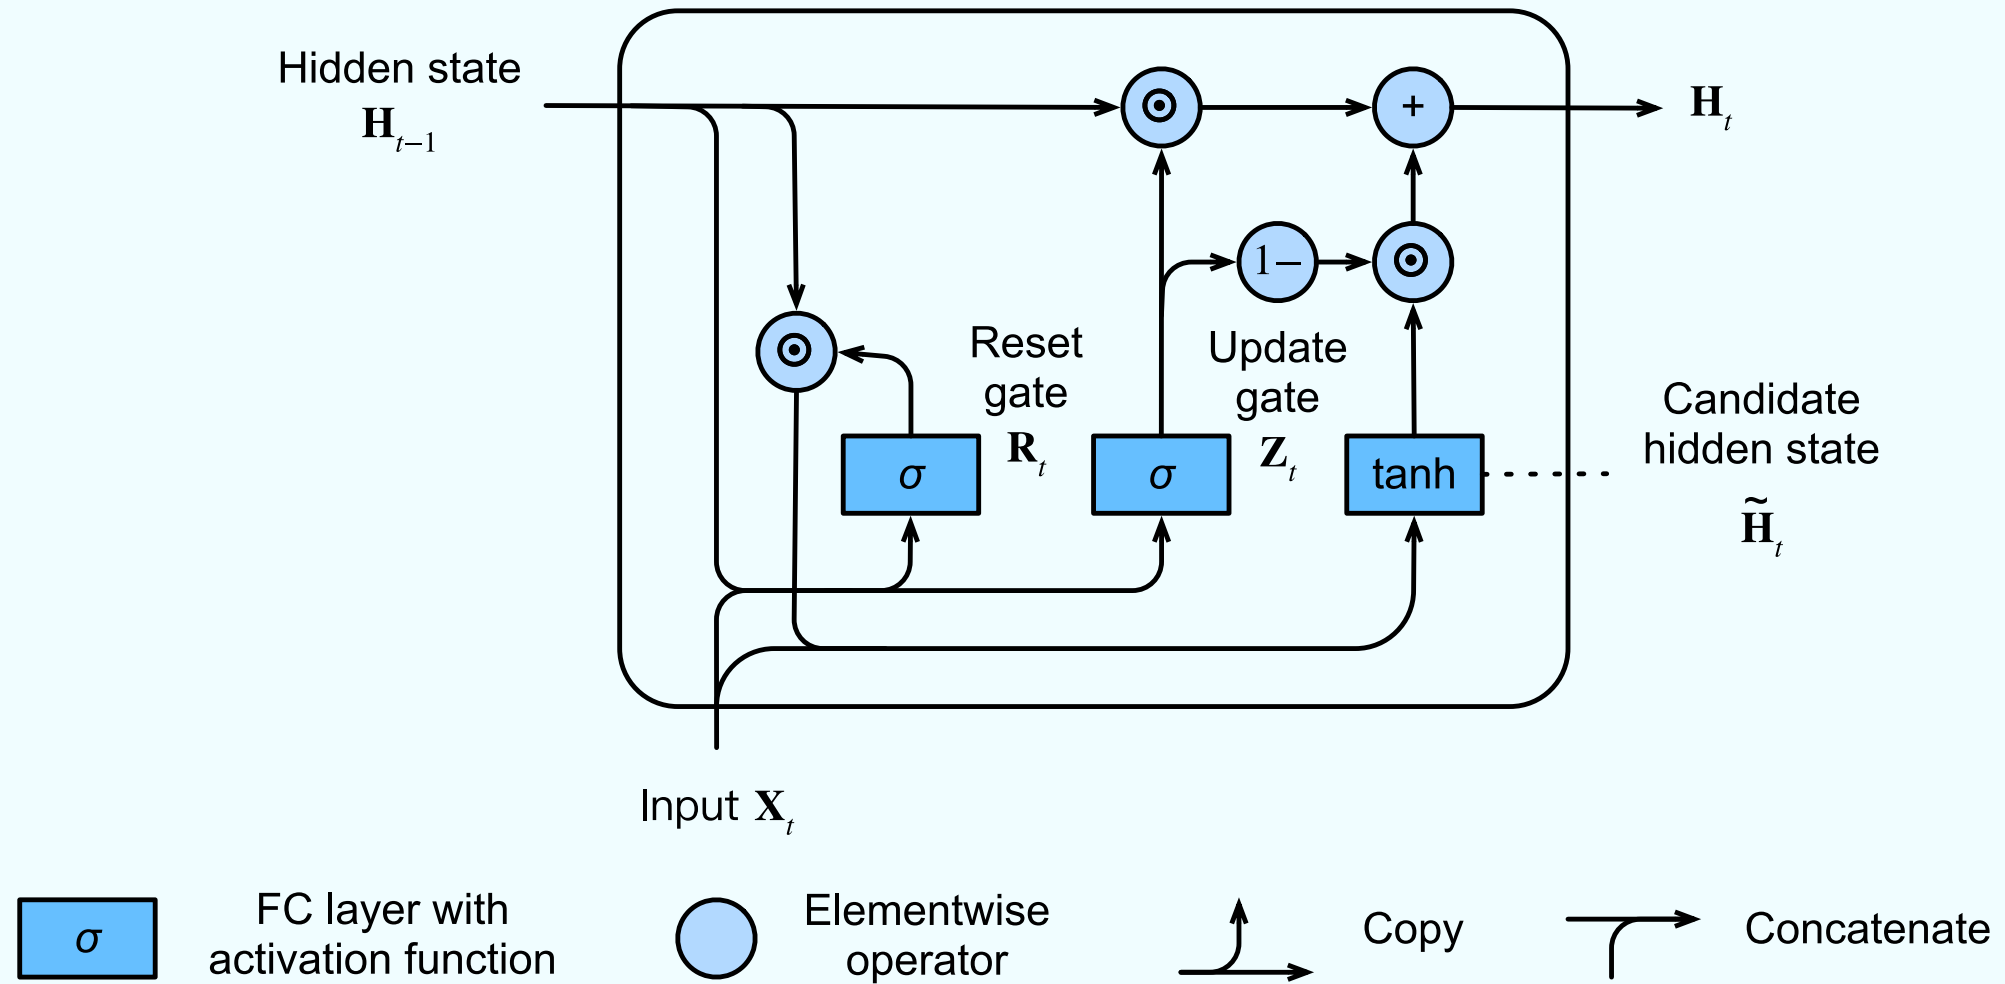 Hidden state
H_{t−1}
⊙
+
H_t
1−
⊙
⊙
Reset
gate
R_t
Update
gate
Z_t
Candidate
hidden state
H̃_t
σ
σ
tanh
Input X_t
σ
FC layer with
activation function
Elementwise
operator
Copy
Concatenate